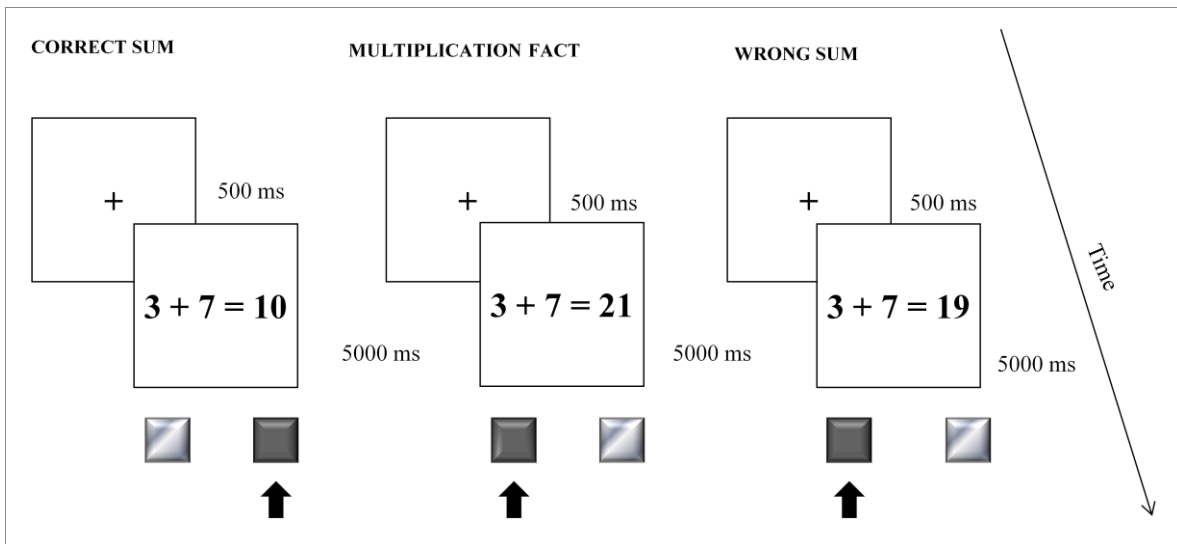 CORRECT SUM
MULTIPLICATION FACT
WRONG SUM
+
500 ms
3 + 7 = 10
5000 ms
+
500 ms
3 + 7 = 21
5000 ms
+
500 ms
3 + 7 = 19
5000 ms
Time